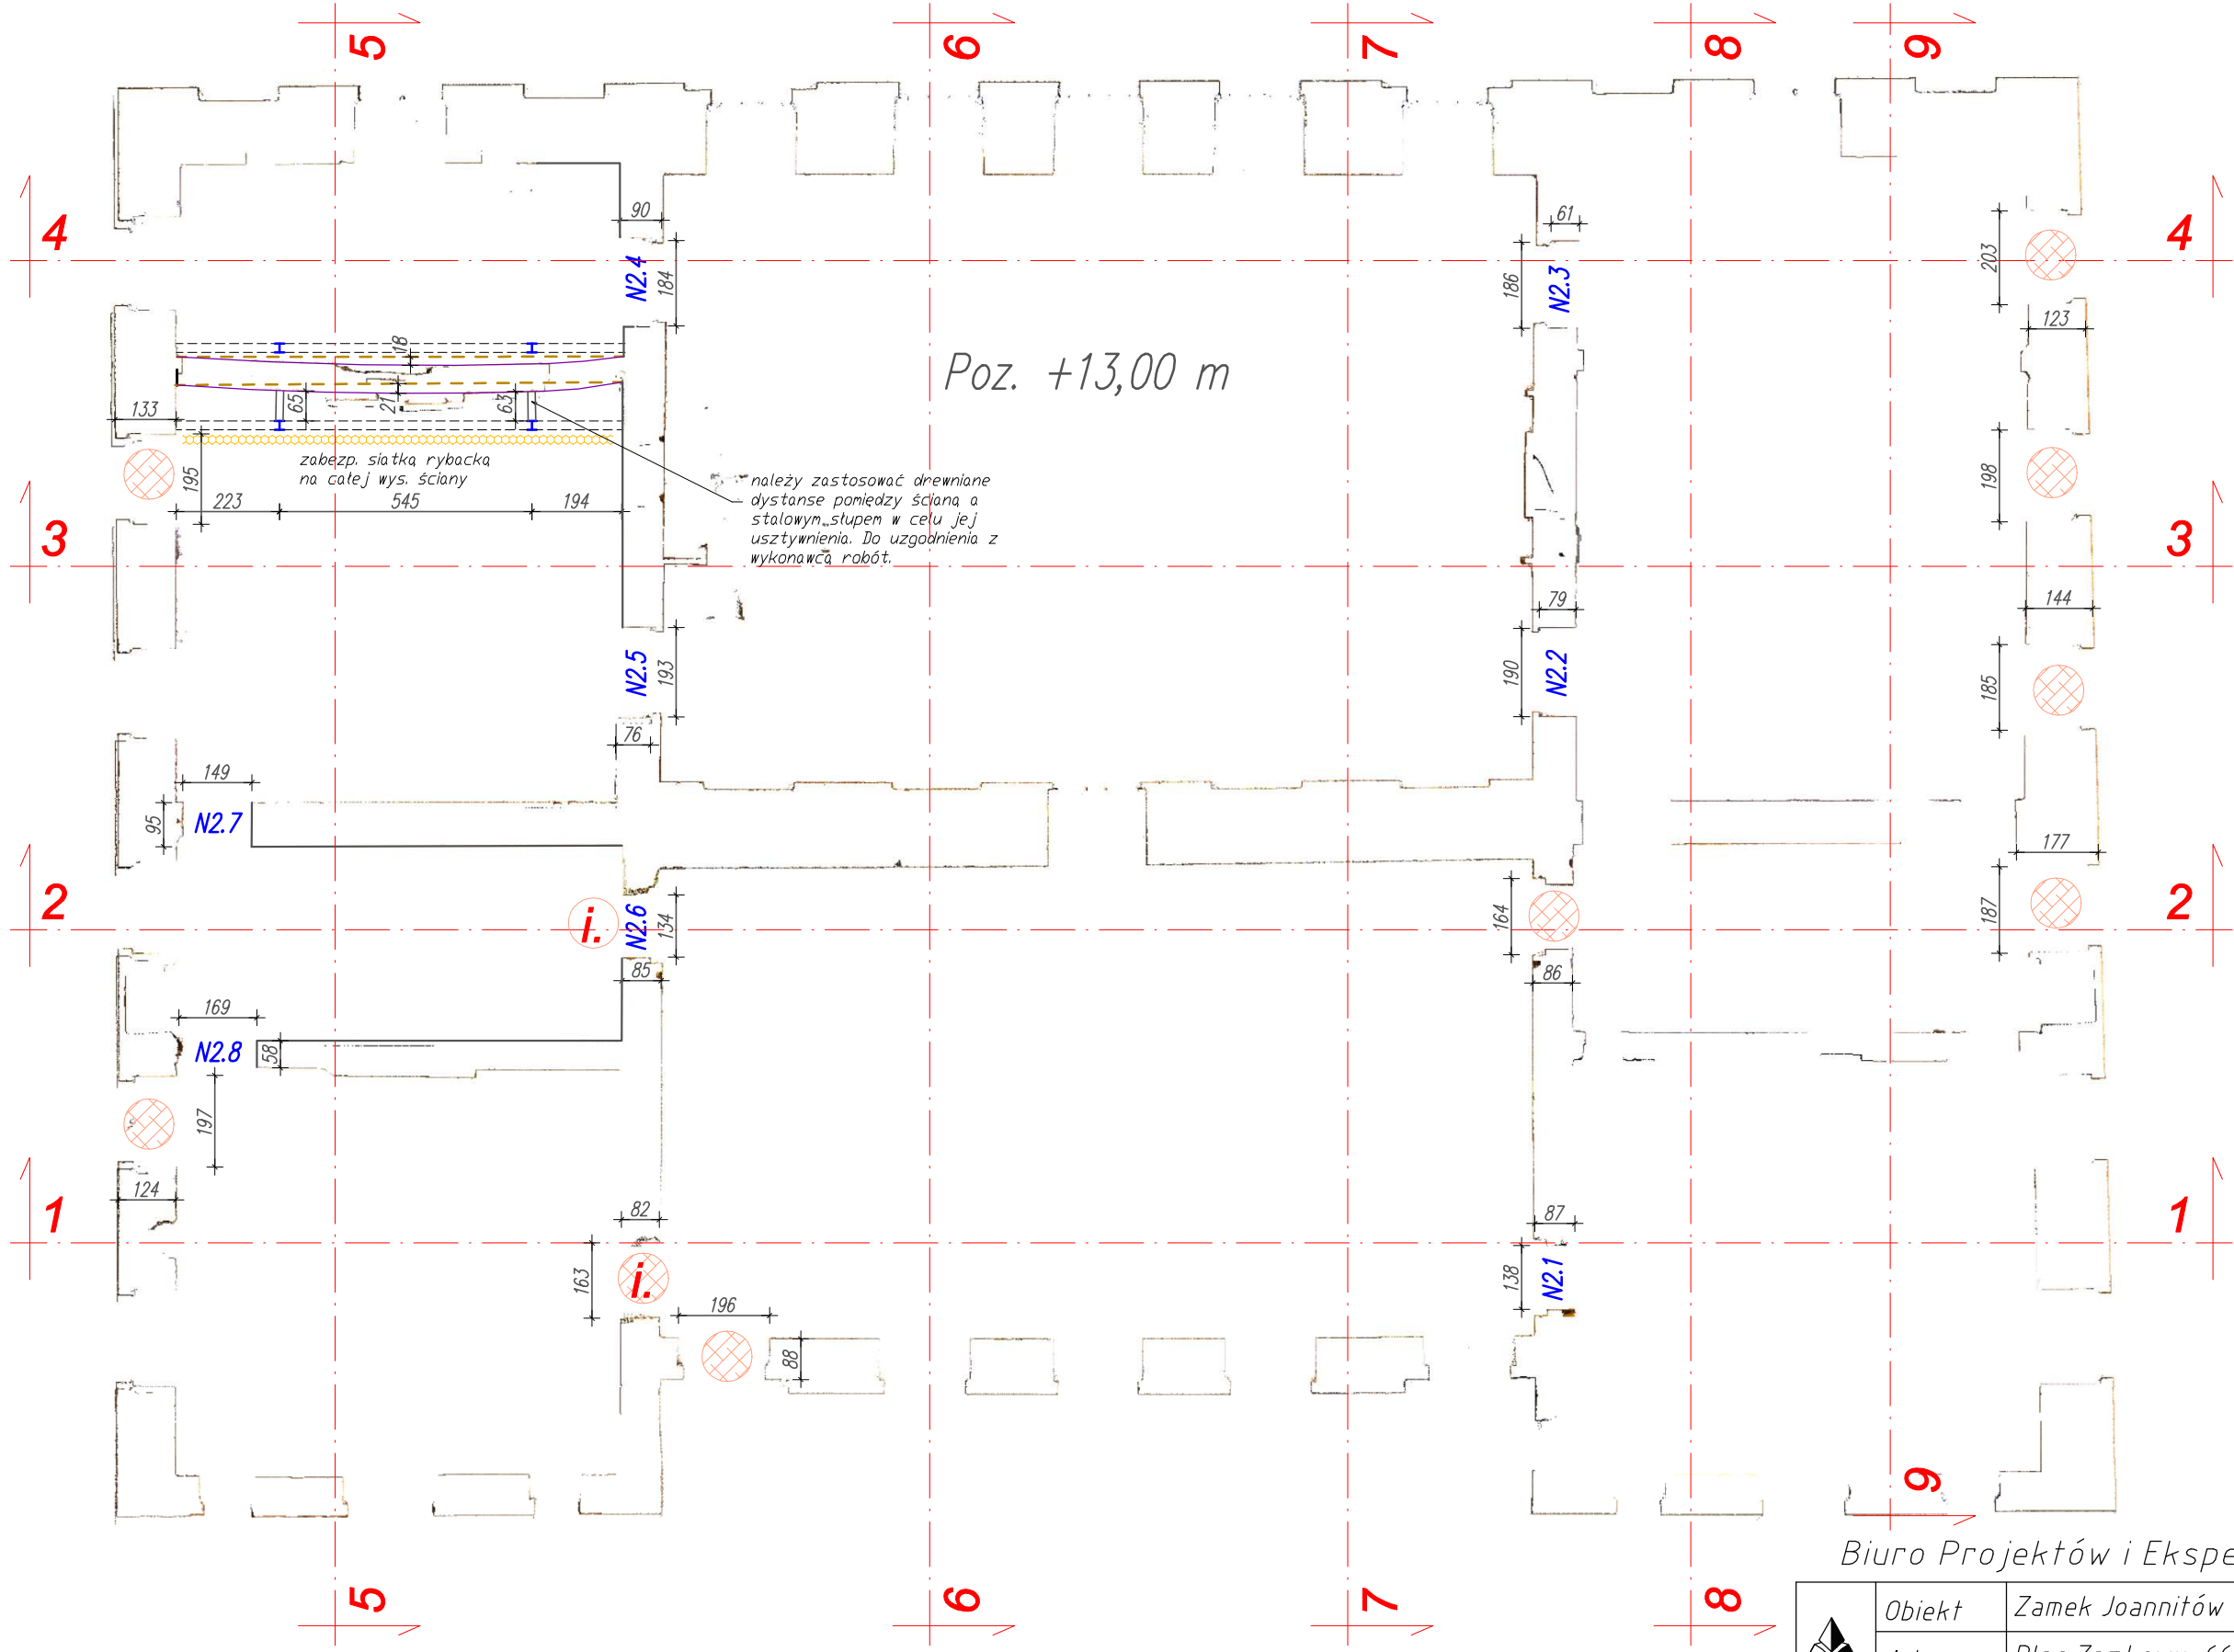 5
6
7
8
9
4
90
61
4
N2.4
184
186
N2.3
203
123
Poz. +13,00 m
18
133
65
21
63
195
zabezp. siatką rybacką
na całej wys. ściany
należy zastosować drewniane
dystanse pomiędzy ścianą a
stalowym słupem w celu jej
usztywnienia. Do uzgodnienia z
wykonawcą robót.
223
545
194
198
3
3
79
144
N2.5
193
190
N2.2
185
76
149
95
N2.7
177
2
i.
N2.6
134
164
187
2
85
86
169
N2.8
58
197
124
82
87
1
1
163
i.
138
N2.1
196
88
9
Biuro Projektów i Ekspe
5
6
7
8
Obiekt
Zamek Joannitów